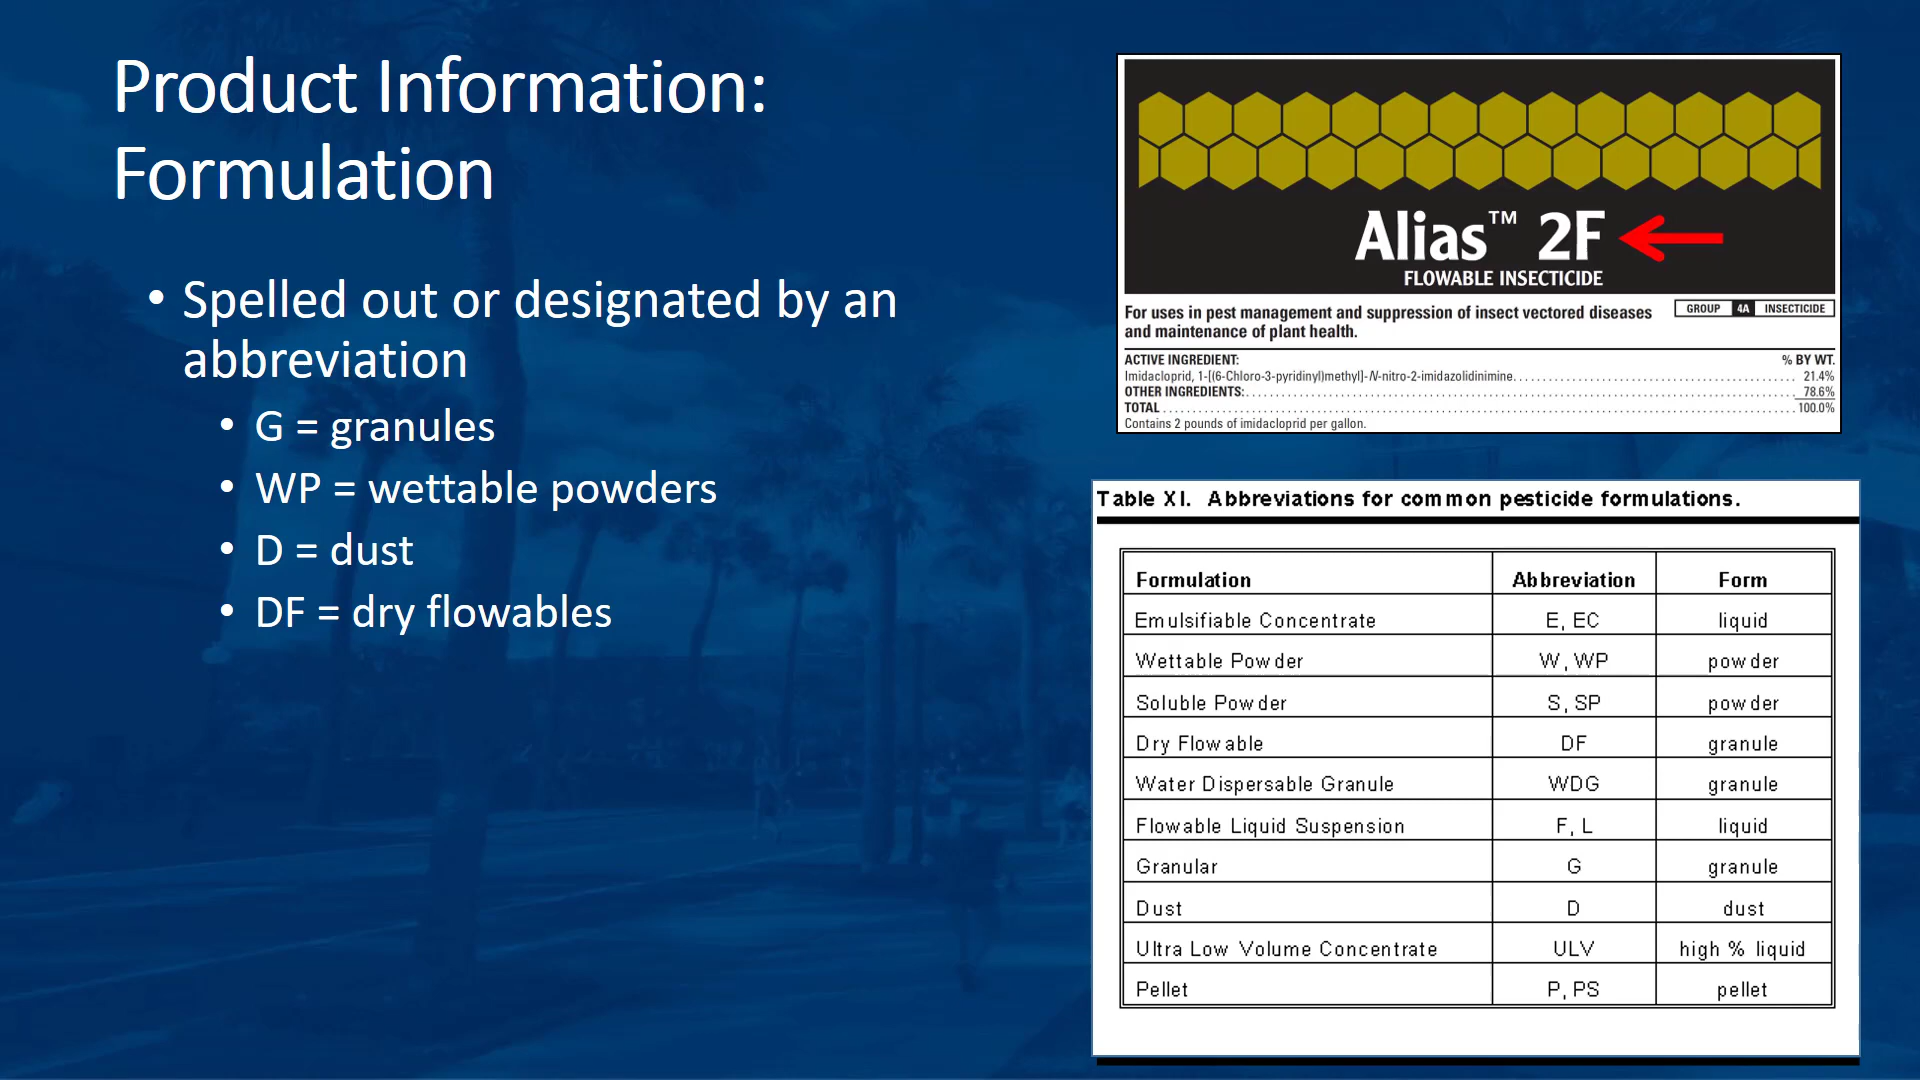 Product Information:
Formulation
• Spelled out or designated by an
abbreviation
• G = granules
• WP = wettable powders
• D = dust
• DF = dry flowables
Alias™ 2F
FLOWABLE INSECTICIDE
For uses in pest management and suppression of insect vectored diseases
and maintenance of plant health.
GROUP 4A INSECTICIDE
ACTIVE INGREDIENT: % BY WT.
Imidacloprid, 1-[(6-Chloro-3-pyridinyl)methyl]-N-nitro-2-imidazolidinimine. 21.4%
OTHER INGREDIENTS: 78.6%
TOTAL 100.0%
Contains 2 pounds of imidacloprid per gallon.
Table XI. Abbreviations for common pesticide formulations.
Formulation Abbreviation Form
Emulsifiable Concentrate E, EC liquid
Wettable Powder W, WP powder
Soluble Powder S, SP powder
Dry Flowable DF granule
Water Dispersable Granule WDG granule
Flowable Liquid Suspension F, L liquid
Granular G granule
Dust D dust
Ultra Low Volume Concentrate ULV high % liquid
Pellet P, PS pellet